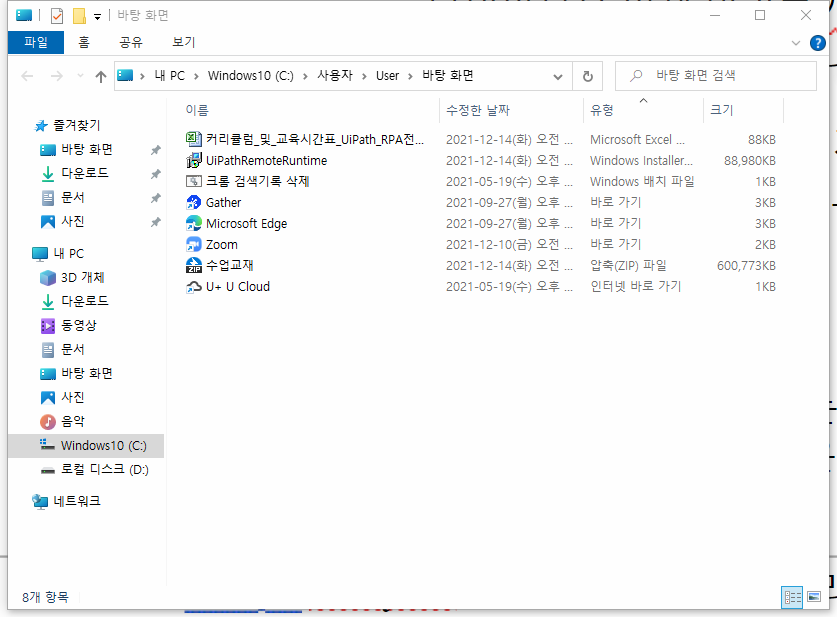 바탕 화면
파일 홈 공유 보기
내 PC > Windows10 (C:) > 사용자 > User > 바탕 화면 바탕 화면 검색
이름 수정한 날짜 유형 크기
즐겨찾기
바탕 화면
다운로드
문서
사진
내 PC
3D 개체
다운로드
동영상
문서
바탕 화면
사진
음악
Windows10 (C:)
로컬 디스크 (D:)
네트워크
커리큘럼_및_교육시간표_UiPath_RPA전... 2021-12-14(화) 오전 ... Microsoft Excel ... 88KB
UiPathRemoteRuntime 2021-12-14(화) 오전 ... Windows Installer... 88,980KB
크롬 검색기록 삭제 2021-05-19(수) 오후 ... Windows 배치 파일 1KB
Gather 2021-09-27(월) 오후 ... 바로 가기 3KB
Microsoft Edge 2021-09-27(월) 오후 ... 바로 가기 3KB
Zoom 2021-12-10(금) 오전 ... 바로 가기 2KB
수업교재 2021-12-14(화) 오전 ... 압축(ZIP) 파일 600,773KB
U+ U Cloud 2021-05-19(수) 오후 ... 인터넷 바로 가기 1KB
8개 항목